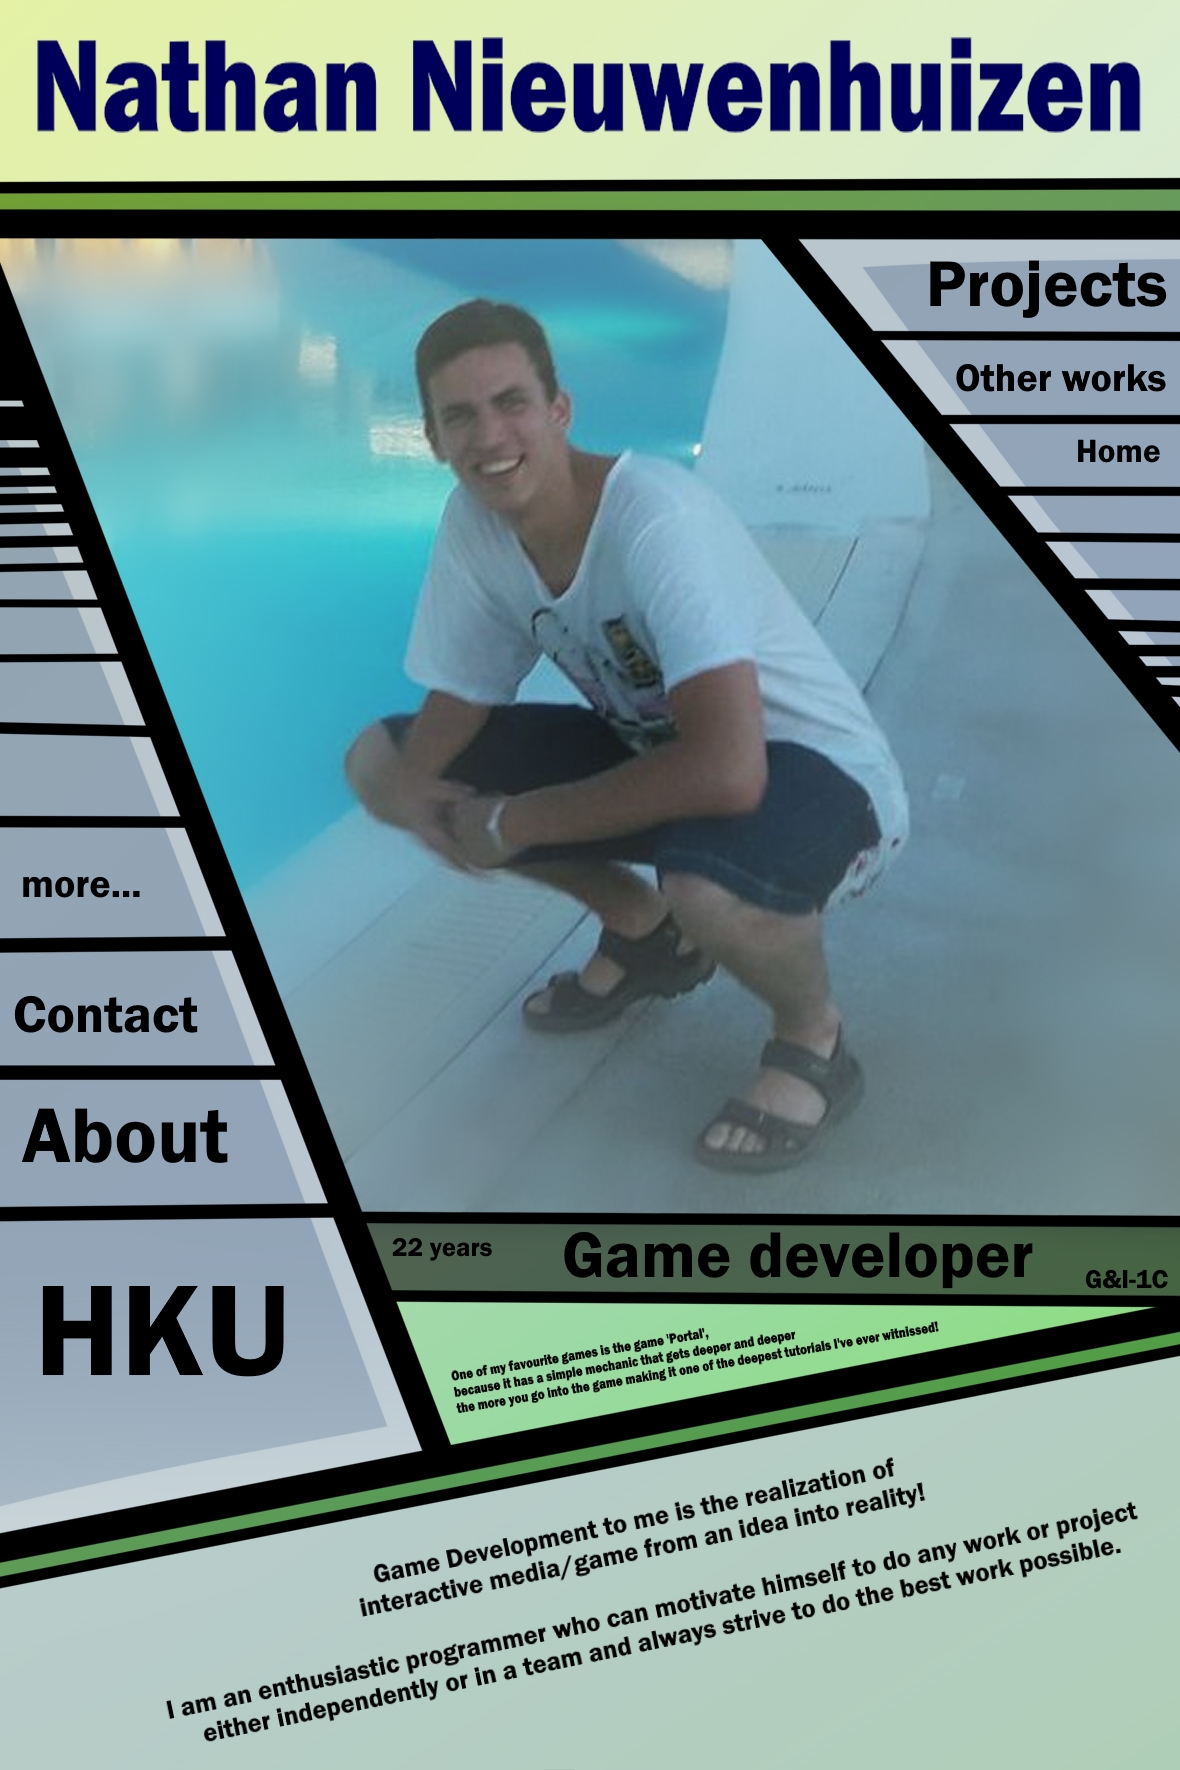 Nathan Nieuwenhuizen
Projects
Other works
Home
more...
Contact
About
HKU
22 years
Game developer
G&I-1C
One of my favourite games is the game 'Portal',
because it has a simple mechanic that gets deeper and deeper
the more you go into the game making it one of the deepest tutorials I've ever witnissed!
Game Development to me is the realization of
interactive media/game from an idea into reality!
I am an enthusiastic programmer who can motivate himself to do any work or project
either independently or in a team and always strive to do the best work possible.